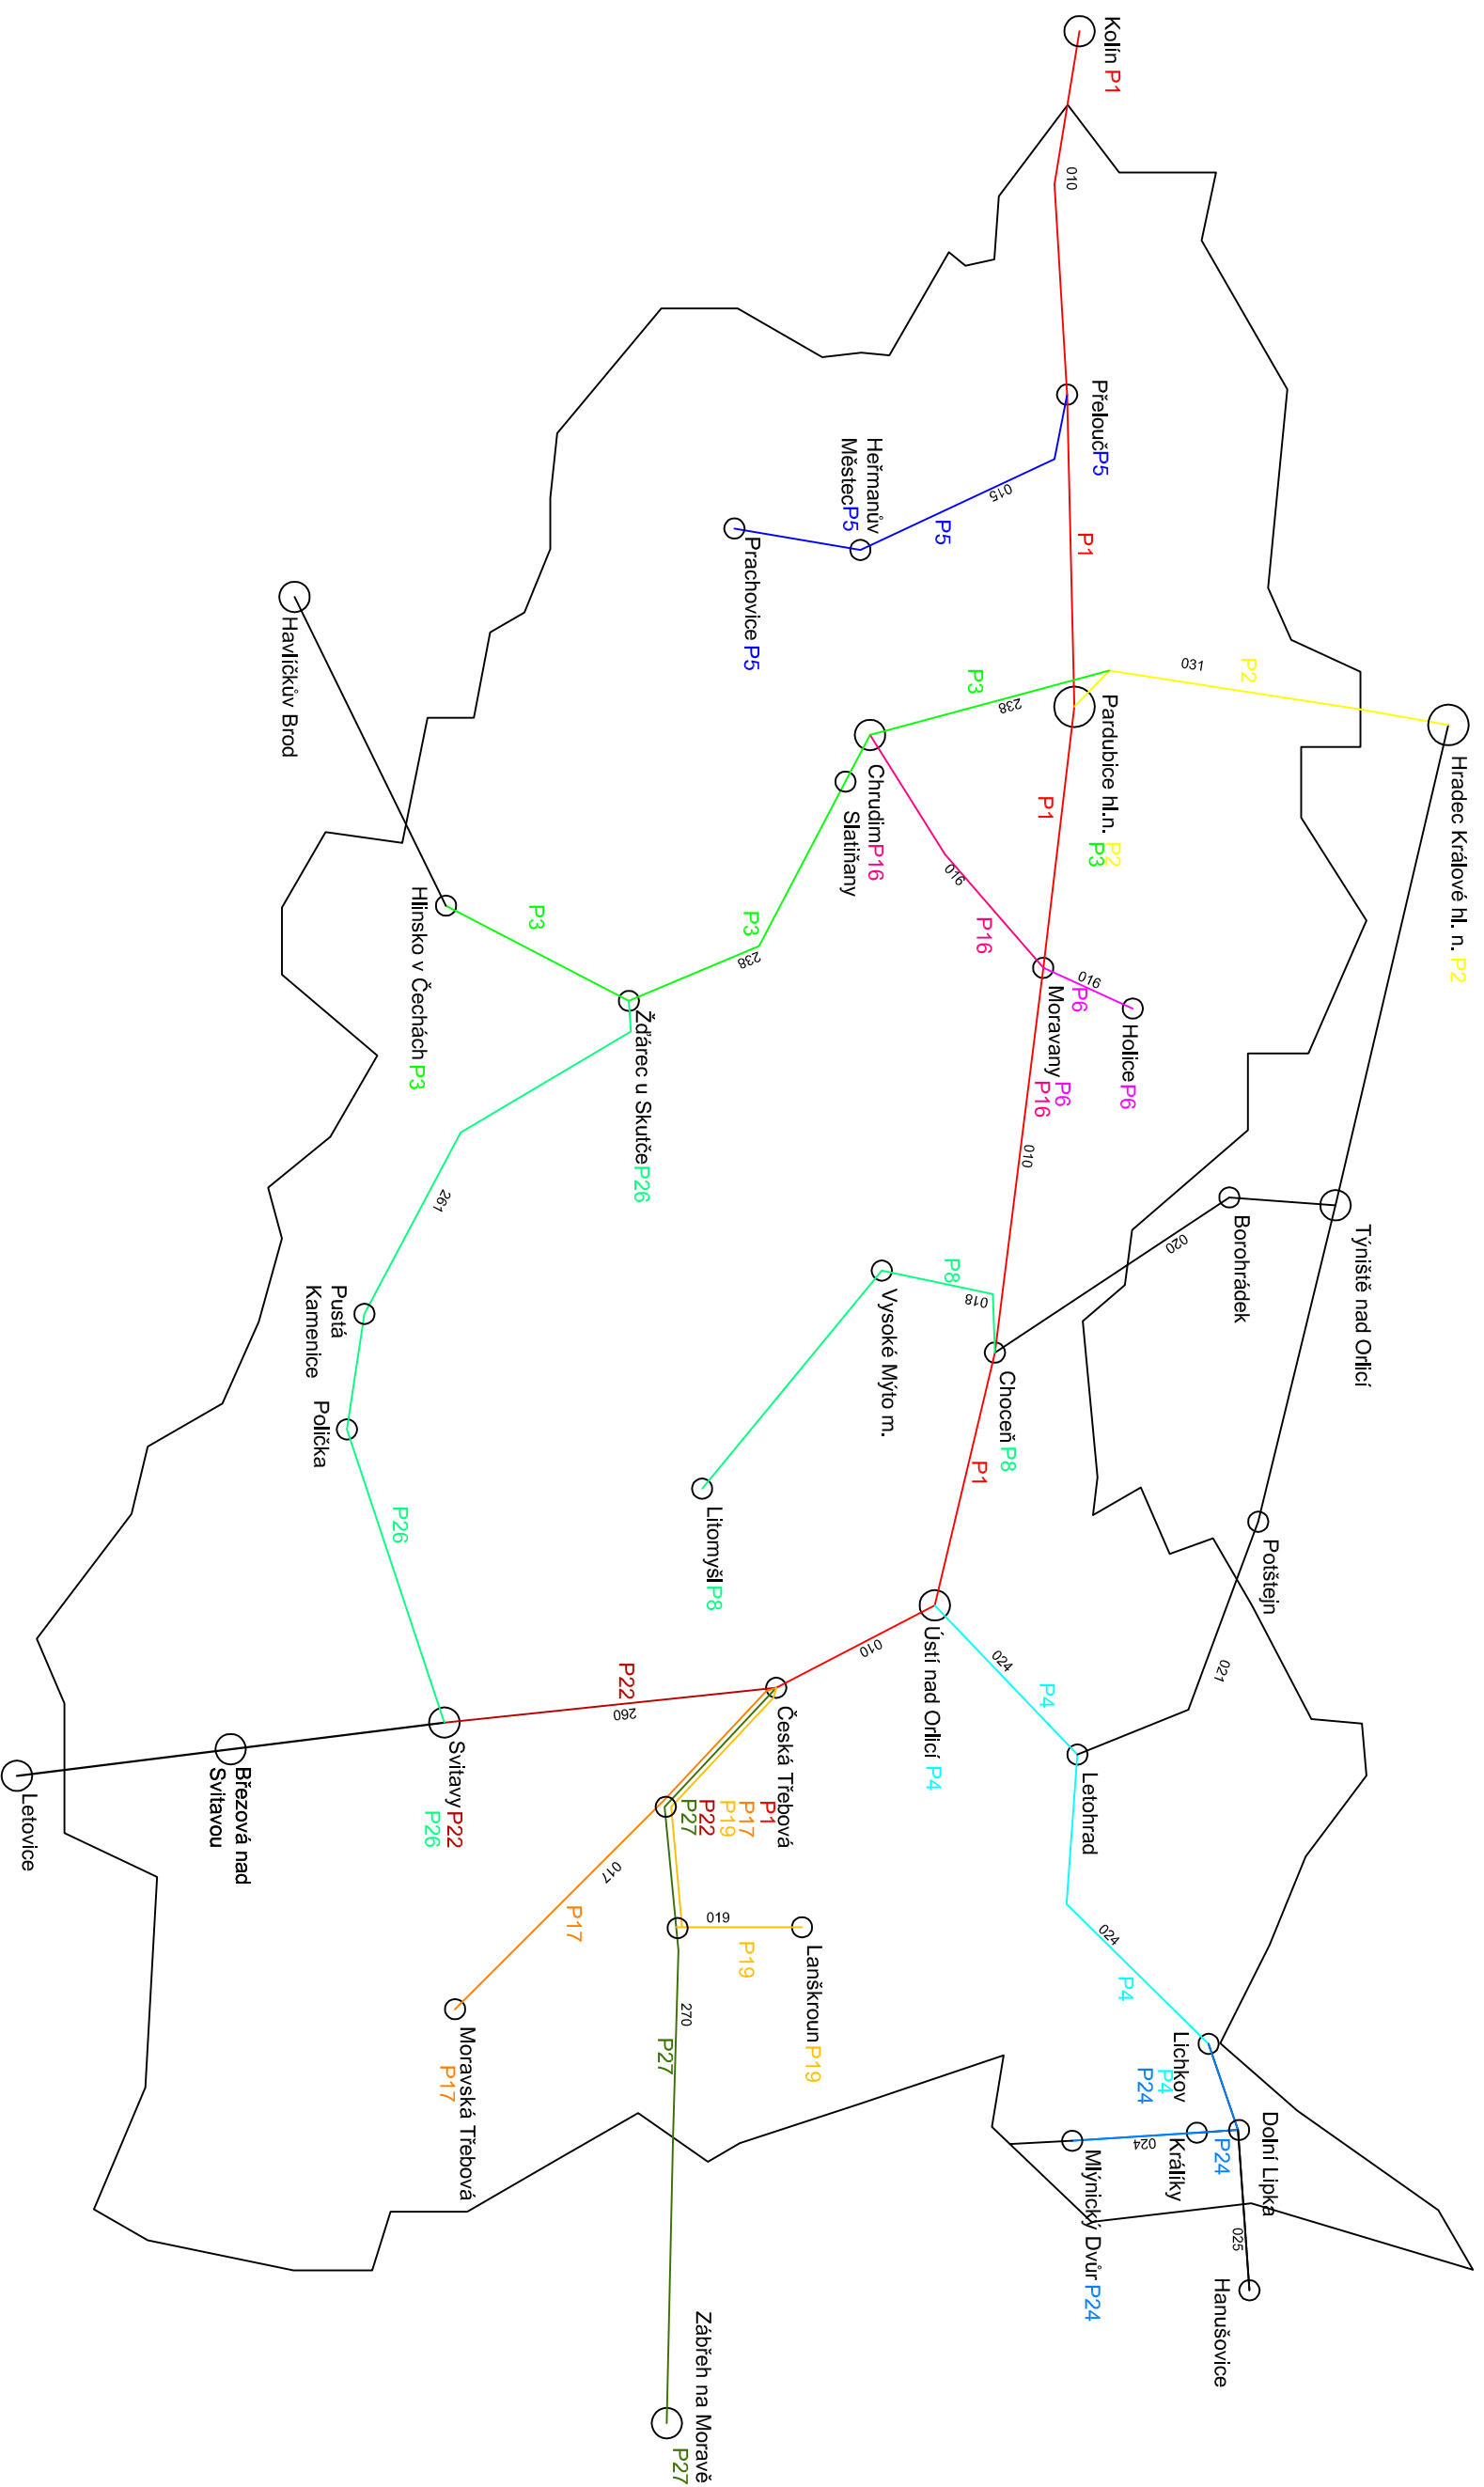 Kolín P1
010
Přelouč P5
P1
015
P5
Heřmanův
Městec P5
Prachovice P5
Havlíčkův Brod
Hradec Králové hl. n. P2
P2
031
Pardubice hl.n. P2
P3
P3
238
Chrudim P16
Slatiňany
P1
016
P16
016
P6
Holice P6
Moravany P6
P16
P3
238
P3
Hlinsko v Čechách P3
Žďárec u Skutče P26
010
261
Pustá
Kamenice
Polička
P26
Týniště nad Orlicí
Borohrádek
020
P8
018
Vysoké Mýto m.
Choceň P8
Litomyšl P8
P1
Potštejn
021
Ústí nad Orlicí P4
010
024
P4
Letohrad
Česká Třebová
P1
P17
P19
P22
P27
P22
260
Svitavy P22
P26
Březová nad
Svitavou
Letovice
017
P17
Moravská Třebová
P17
019
P19
Lanškroun P19
270
P27
Zábřeh na Moravě
P27
024
P4
Lichkov
P4
P24
Dolní Lipka
P24
Králíky
024
Mlýnický Dvůr P24
025
Hanušovice